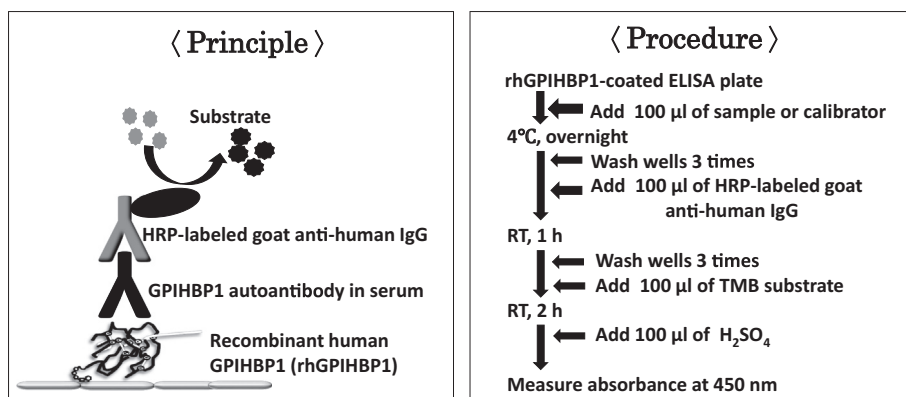 〈Principle〉
Substrate
HRP-labeled goat anti-human IgG
GPIHBP1 autoantibody in serum
Recombinant human
GPIHBP1 (rhGPIHBP1)
〈Procedure〉
rhGPIHBP1-coated ELISA plate
Add 100 μl of sample or calibrator
4℃, overnight
Wash wells 3 times
Add 100 μl of HRP-labeled goat
anti-human IgG
RT, 1 h
Wash wells 3 times
Add 100 μl of TMB substrate
RT, 2 h
Add 100 μl of H₂SO₄
Measure absorbance at 450 nm